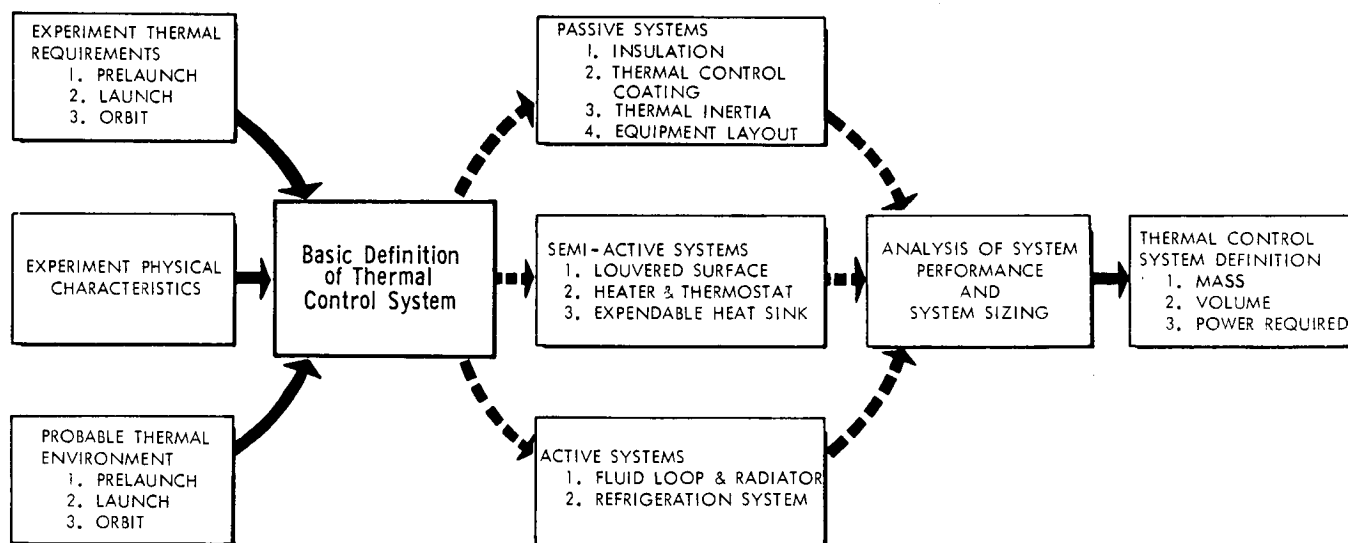 EXPERIMENT THERMAL
REQUIREMENTS
1. PRELAUNCH
2. LAUNCH
3. ORBIT
EXPERIMENT PHYSICAL
CHARACTERISTICS
PROBABLE THERMAL
ENVIRONMENT
1. PRELAUNCH
2. LAUNCH
3. ORBIT
Basic Definition
of Thermal
Control System
PASSIVE SYSTEMS
1. INSULATION
2. THERMAL CONTROL
COATING
3. THERMAL INERTIA
4. EQUIPMENT LAYOUT
SEMI-ACTIVE SYSTEMS
1. LOUVERED SURFACE
2. HEATER & THERMOSTAT
3. EXPENDABLE HEAT SINK
ACTIVE SYSTEMS
1. FLUID LOOP & RADIATOR
2. REFRIGERATION SYSTEM
ANALYSIS OF SYSTEM
PERFORMANCE
AND
SYSTEM SIZING
THERMAL CONTROL
SYSTEM DEFINITION
1. MASS
2. VOLUME
3. POWER REQUIRED